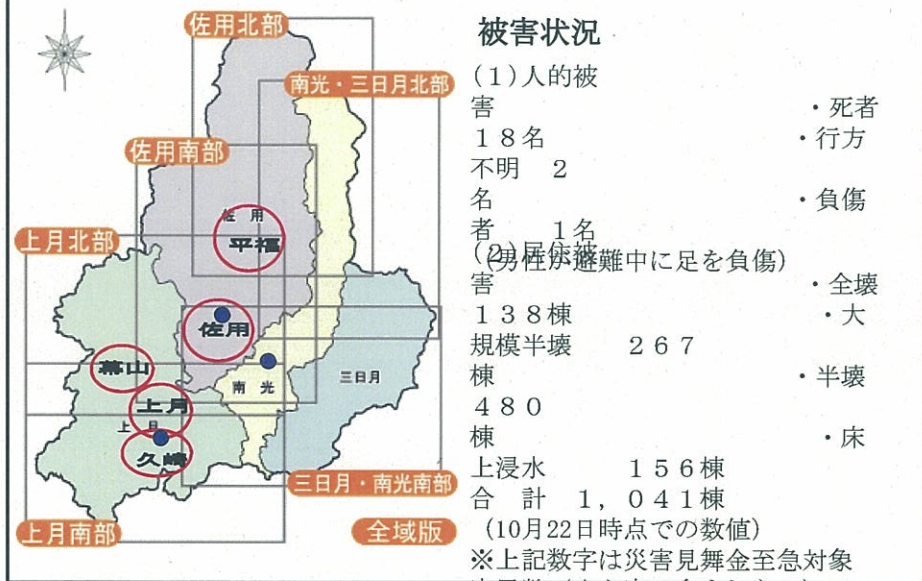 佐用北部
南光・三日月北部
佐用南部
上月北部
佐用
平福
佐用
幕山
上月
上月
久崎
南光
三日月
三日月・南光南部
上月南部
全域版
被害状況
(1)人的被
害 ・死者
18名 ・行方
不明 2
名 ・負傷
者 1名
(2)居住被
(男性が避難中に足を負傷)
害 ・全壊
138棟 ・大
規模半壊 267
棟 ・半壊
480
棟 ・床
上浸水 156棟
合 計 1,041棟
(10月22日時点での数値)
※上記数字は災害見舞金至急対象